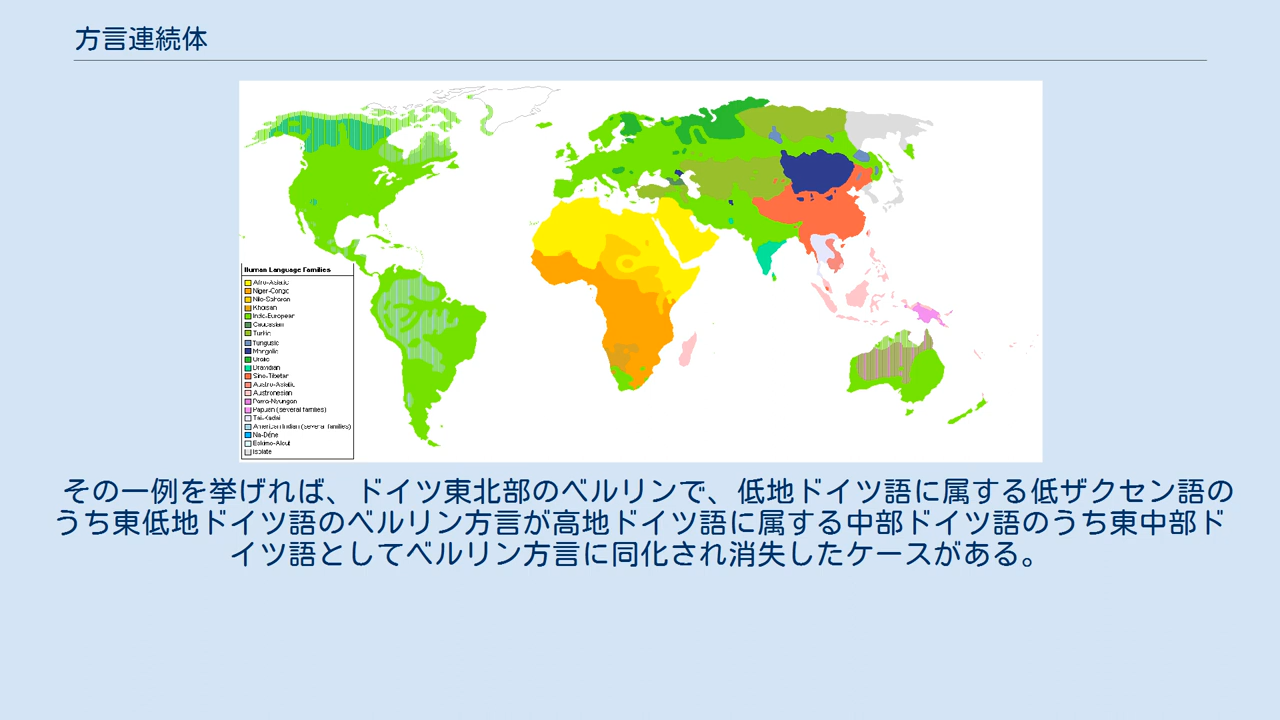 方言連続体
Human Language Families
Afro-Asiatic
Niger-Congo
Nilo-Saharan
Khoisan
Indo-European
Caucasian
Turkic
Tungusic
Mongolic
Uralic
Dravidian
Sino-Tibetan
Austro-Asiatic
Austronesian
Pama-Nyungan
Papuan (several families)
Tai-Kadai
American Indian (several families)
Na-Dené
Eskimo-Aleut
Isolate
その一例を挙げれば、ドイツ東北部のベルリンで、低地ドイツ語に属する低ザクセン語の
うち東低地ドイツ語のベルリン方言が高地ドイツ語に属する中部ドイツ語のうち東中部ド
イツ語としてベルリン方言に同化され消失したケースがある。